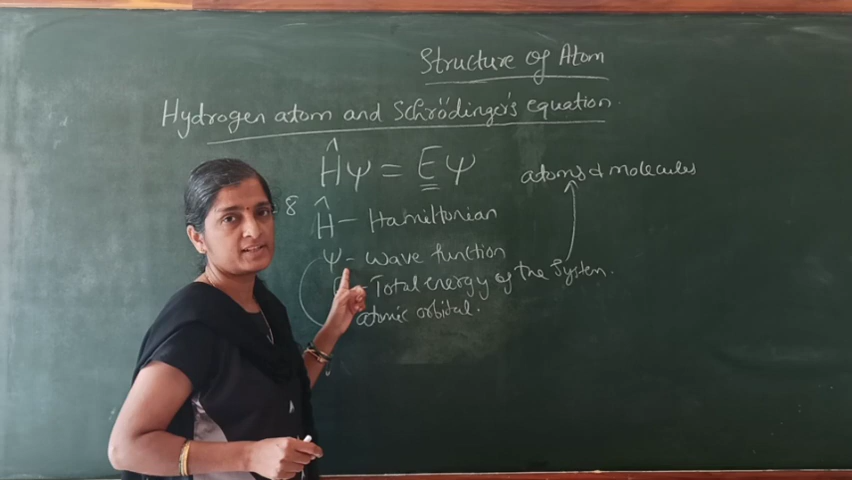 Structure of Atom
Hydrogen atom and Schrödinger's equation.
Ĥψ = Eψ
atoms & molecules
8
Ĥ - Hamiltonian
ψ - Wave function
- Total energy of the System.
atomic orbital.